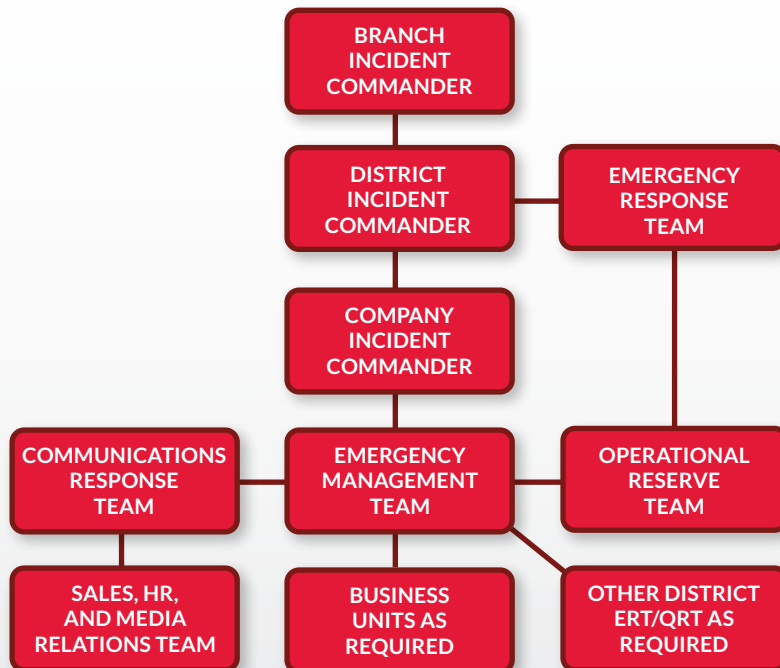 BRANCH
INCIDENT
COMMANDER
DISTRICT
INCIDENT
COMMANDER
EMERGENCY
RESPONSE
TEAM
COMPANY
INCIDENT
COMMANDER
COMMUNICATIONS
RESPONSE
TEAM
EMERGENCY
MANAGEMENT
TEAM
OPERATIONAL
RESERVE
TEAM
SALES, HR,
AND MEDIA
RELATIONS TEAM
BUSINESS
UNITS AS
REQUIRED
OTHER DISTRICT
ERT/QRT AS
REQUIRED